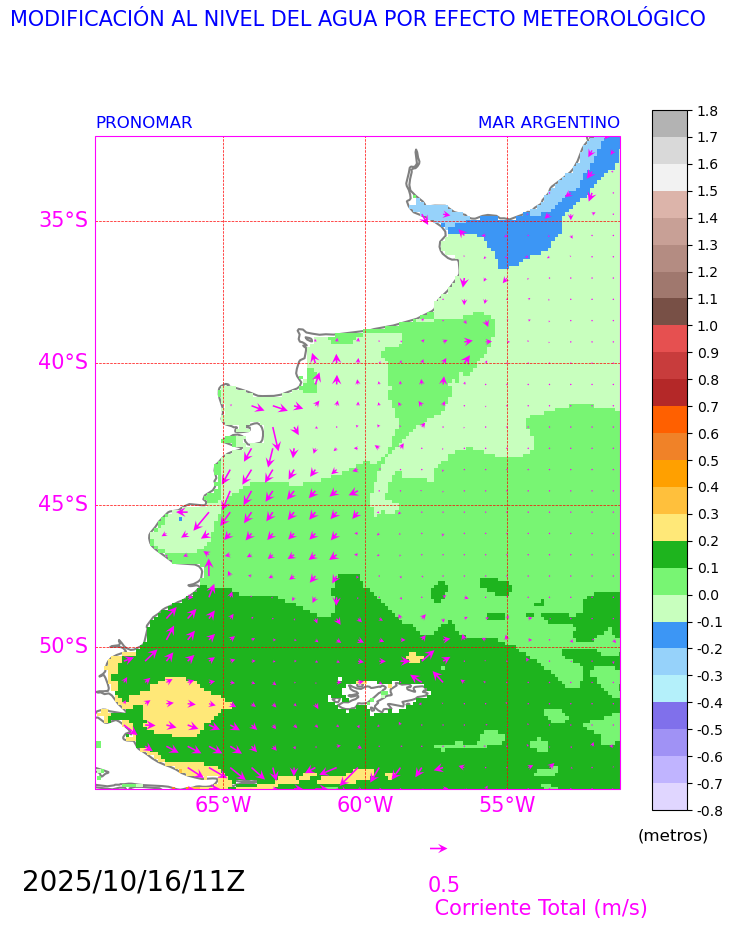 MODIFICACIÓN AL NIVEL DEL AGUA POR EFECTO METEOROLÓGICO
PRONOMAR
MAR ARGENTINO
35°S
40°S
45°S
50°S
65°W
60°W
55°W
1.8
1.7
1.6
1.5
1.4
1.3
1.2
1.1
1.0
0.9
0.8
0.7
0.6
0.5
0.4
0.3
0.2
0.1
0.0
-0.1
-0.2
-0.3
-0.4
-0.5
-0.6
-0.7
-0.8
(metros)
2025/10/16/11Z
0.5
Corriente Total (m/s)